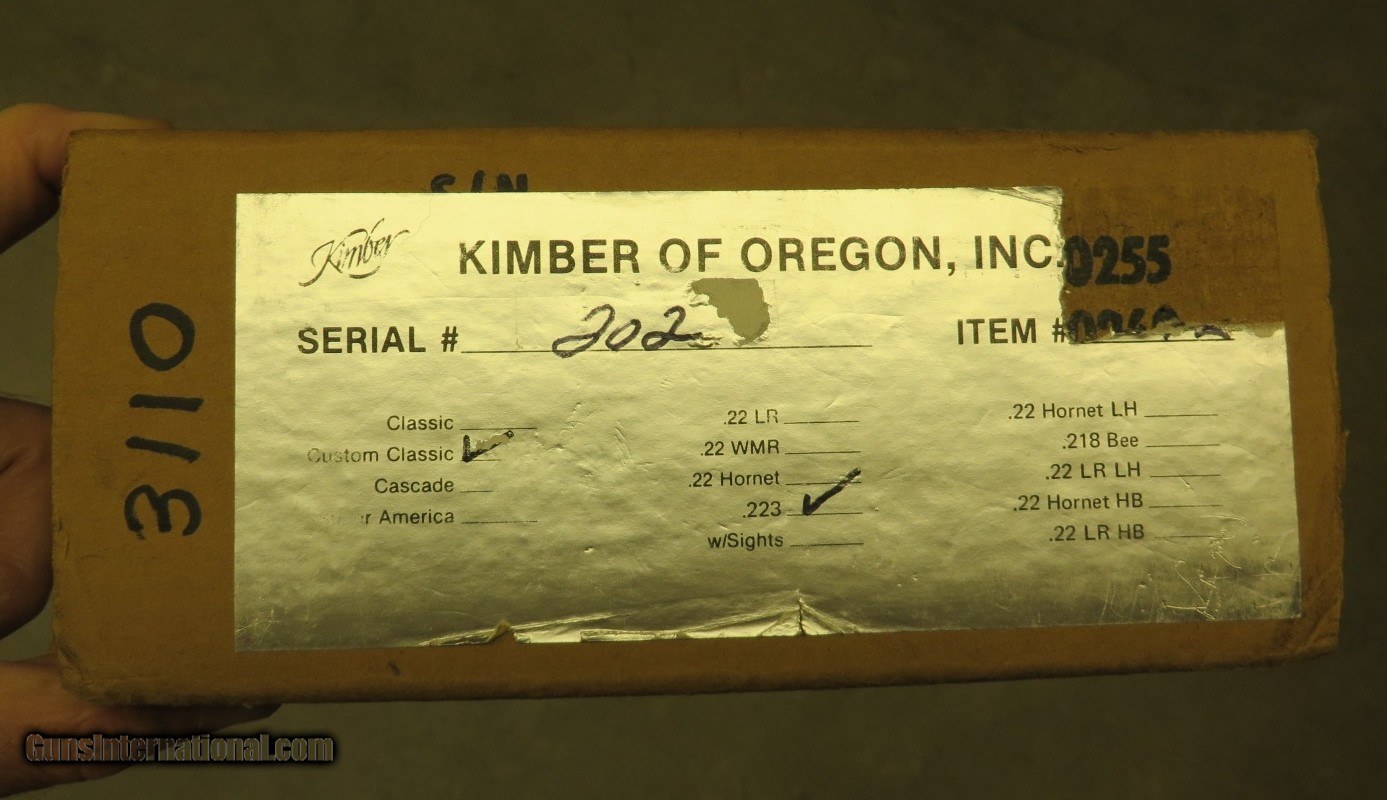 S/N
Kimber
KIMBER OF OREGON, INC.
0255
SERIAL # 202
ITEM #
3110
Classic
Custom Classic ✓
Cascade
r America
.22 LR
.22 WMR
.22 Hornet
.223 ✓
w/Sights
.22 Hornet LH
.218 Bee
.22 LR LH
.22 Hornet HB
.22 LR HB
GunsInternational.com